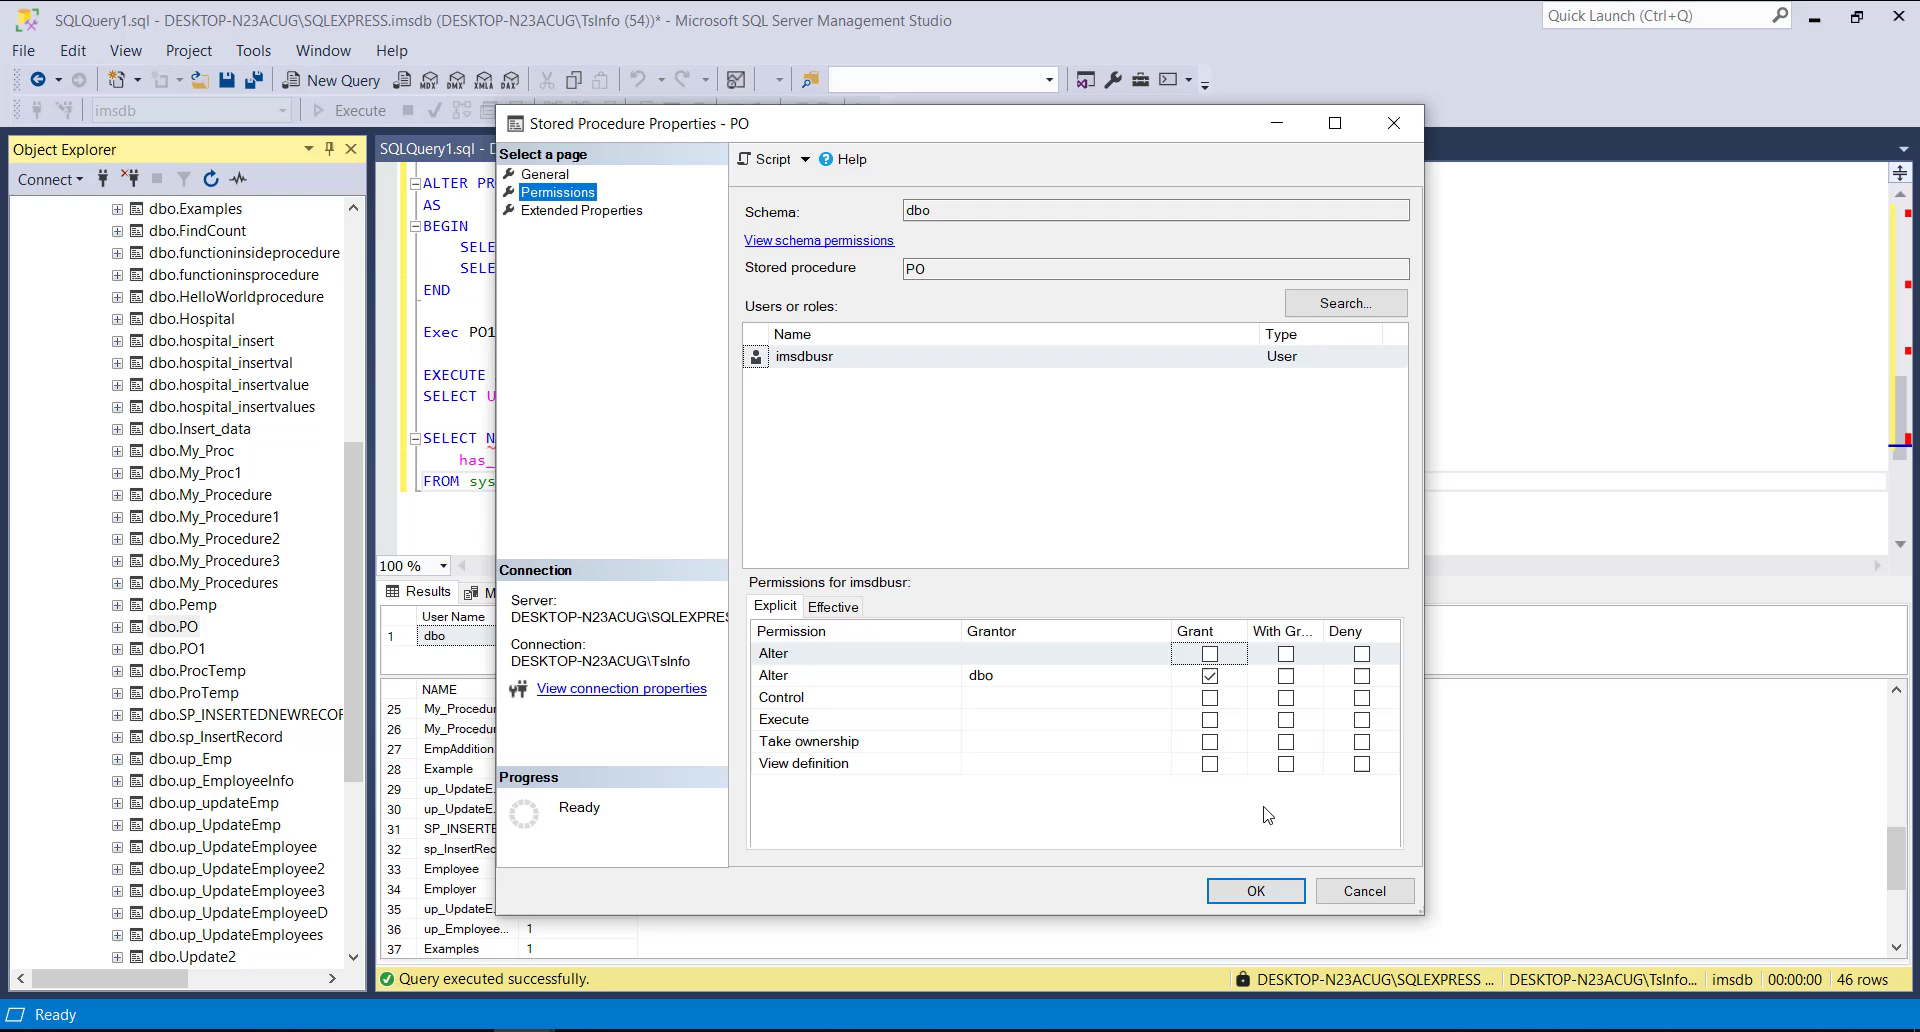 SQLQuery1.sql - DESKTOP-N23ACUG\SQLEXPRESS.imsdb (DESKTOP-N23ACUG\TsInfo (54))* - Microsoft SQL Server Management Studio
Quick Launch (Ctrl+Q)
File Edit View Project Tools Window Help
New Query MDX DMX XMLA DAX
imsdb Execute
Object Explorer
Connect
dbo.Examples
dbo.FindCount
dbo.functioninsideprocedure
dbo.functioninsprocedure
dbo.HelloWorldprocedure
dbo.Hospital
dbo.hospital_insert
dbo.hospital_insertval
dbo.hospital_insertvalue
dbo.hospital_insertvalues
dbo.Insert_data
dbo.My_Proc
dbo.My_Proc1
dbo.My_Procedure
dbo.My_Procedure1
dbo.My_Procedure2
dbo.My_Procedure3
dbo.My_Procedures
dbo.Pemp
dbo.PO
dbo.PO1
dbo.ProcTemp
dbo.ProTemp
dbo.SP_INSERTEDNEWRECOR
dbo.sp_InsertRecord
dbo.up_Emp
dbo.up_EmployeeInfo
dbo.up_updateEmp
dbo.up_UpdateEmp
dbo.up_UpdateEmployee
dbo.up_UpdateEmployee2
dbo.up_UpdateEmployee3
dbo.up_UpdateEmployeeD
dbo.up_UpdateEmployees
dbo.Update2
SQLQuery1.sql - D
ALTER PR
AS
BEGIN
SELE
SELE
END
Exec PO1
EXECUTE
SELECT U
SELECT N
has_
FROM sys
100 %
Results M
User Name
1 dbo
NAME
25 My_Procedu
26 My_Procedu
27 EmpAddition
28 Example
29 up_UpdateE.
30 up_UpdateE.
31 SP_INSERTE
32 sp_InsertRec
33 Employee
34 Employer
35 up_UpdateE.
36 up_Employee... 1
37 Examples 1
Stored Procedure Properties - PO
Select a page
General
Permissions
Extended Properties
Connection
Server:
DESKTOP-N23ACUG\SQLEXPRES
Connection:
DESKTOP-N23ACUG\TsInfo
View connection properties
Progress
Ready
Script Help
Schema: dbo
View schema permissions
Stored procedure PO
Users or roles: Search...
Name Type
imsdbusr User
Permissions for imsdbusr:
Explicit Effective
Permission Grantor Grant With Gr... Deny
Alter
Alter dbo
Control
Execute
Take ownership
View definition
OK Cancel
Query executed successfully. DESKTOP-N23ACUG\SQLEXPRESS ... DESKTOP-N23ACUG\TsInfo... imsdb 00:00:00 46 rows
Ready